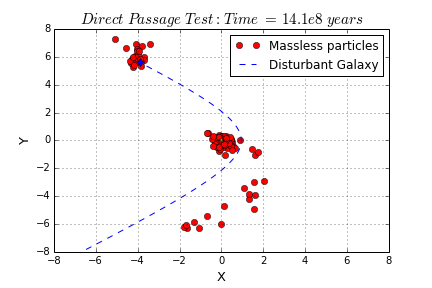 Direct Passage Test: Time = 14.1e8 years
Massless particles
Disturbant Galaxy
8
6
4
2
0
−2
−4
−6
−8
Y
−8 −6 −4 −2 0 2 4 6 8
X